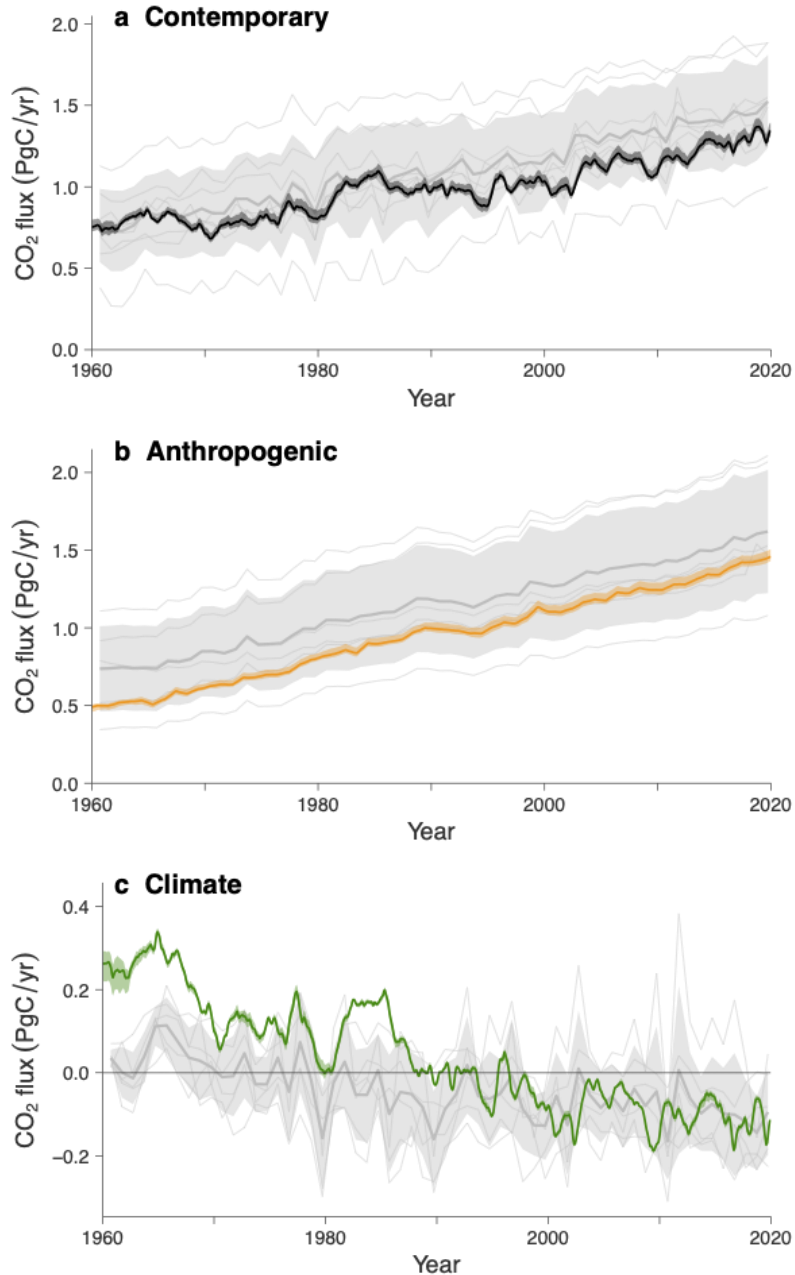 a Contemporary
2.0
1.5
1.0
0.5
0.0
CO2 flux (PgC/yr)
1960 1980 2000 2020
Year
b Anthropogenic
2.0
1.5
1.0
0.5
0.0
CO2 flux (PgC/yr)
1960 1980 2000 2020
Year
c Climate
0.4
0.2
0.0
−0.2
CO2 flux (PgC/yr)
1960 1980 2000 2020
Year